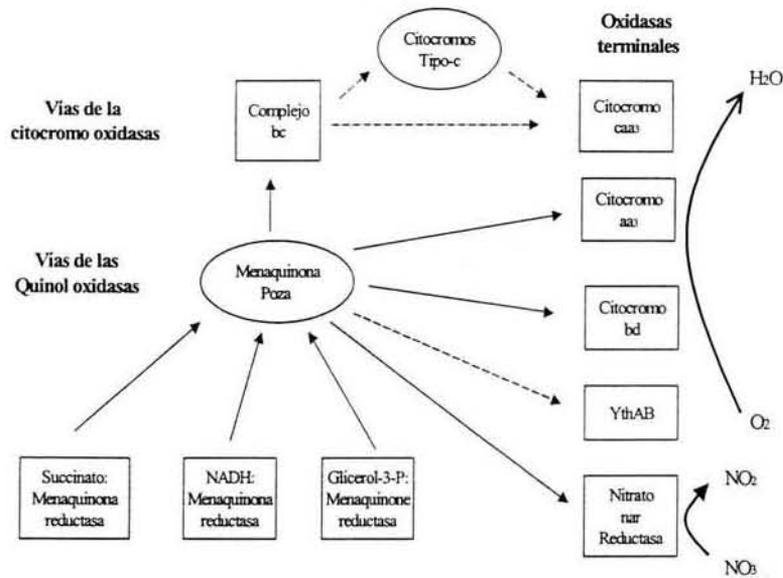 Citocromos
Tipo-c
Oxidasas
terminales
H2O
Vías de la
citocromo oxidasas
Complejo
bc
Citocromo
caa3
Citocromo
aa3
Vías de las
Quinol oxidasas
Menaquinona
Poza
Citocromo
bd
YthAB
O2
Succinato:
Menaquinona
reductasa
NADH:
Menaquinona
reductasa
Glicerol-3-P:
Menaquinone
reductasa
Nitrato
nar
Reductasa
NO2
NO3